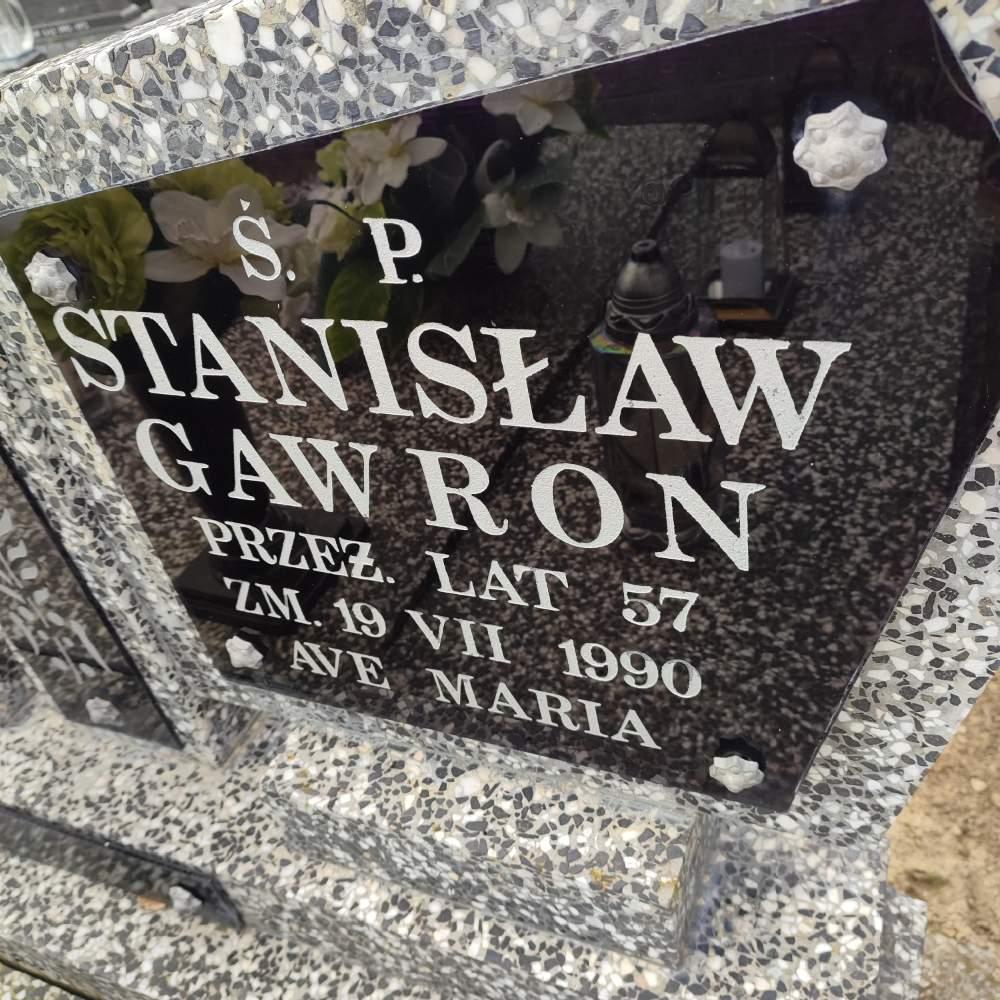 Ś. P.
STANISŁAW
GAWRON
PRZEŻ. LAT 57
ZM. 19 VII 1990
AVE MARIA